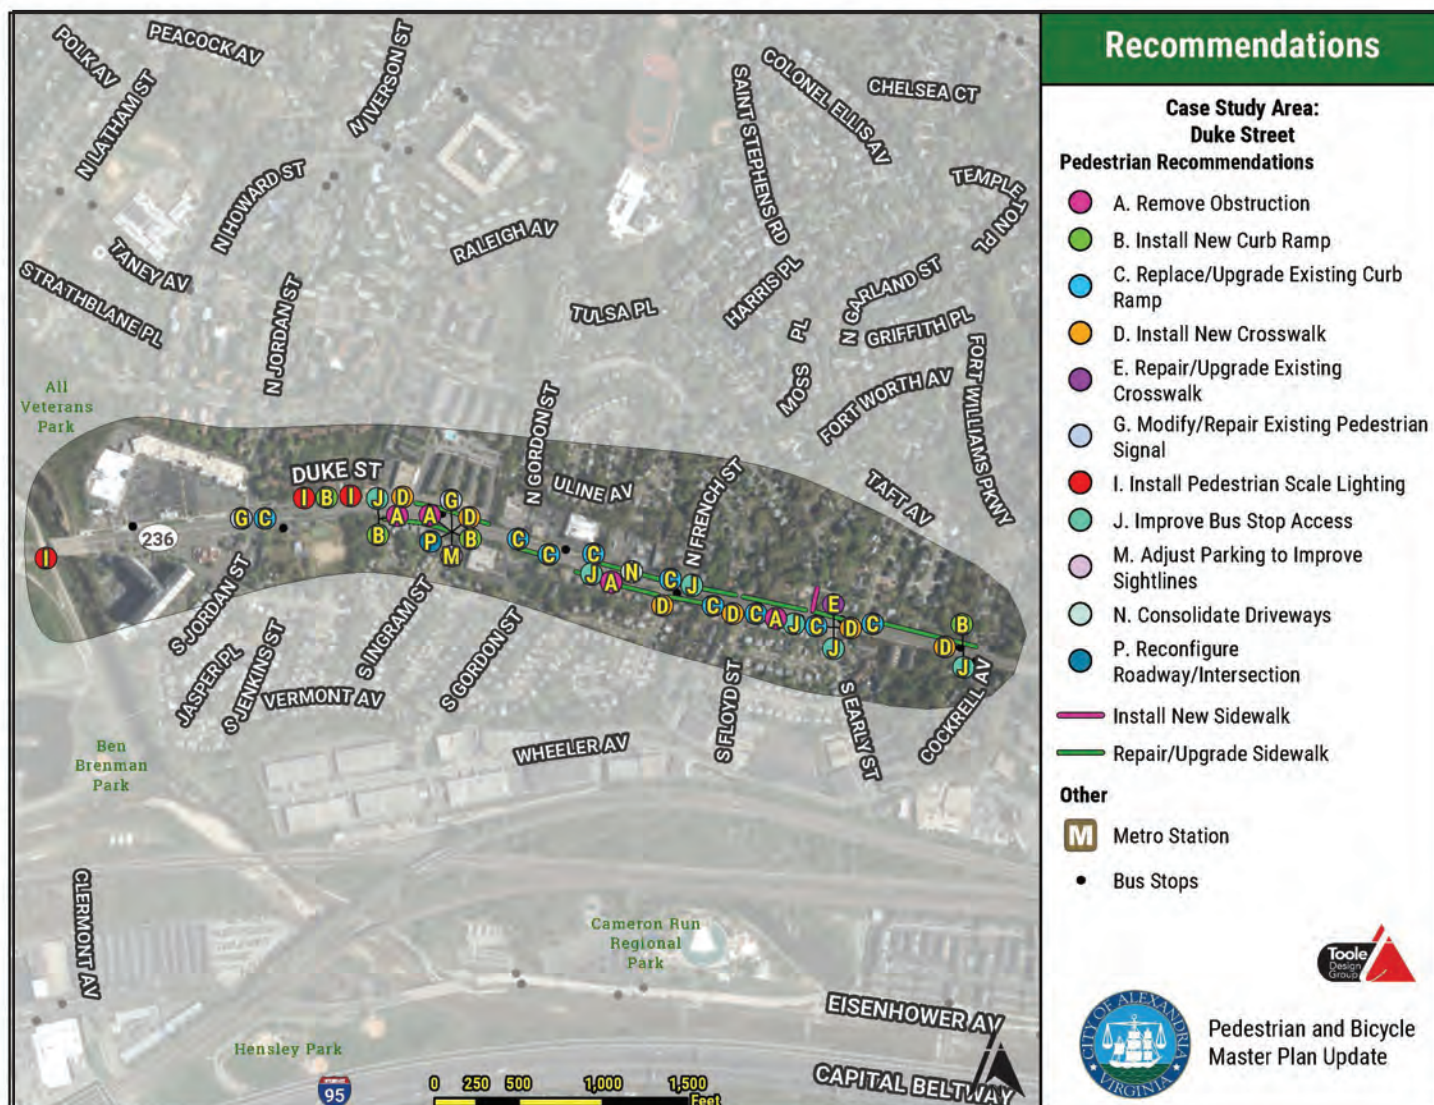 POLK AV
PEACOCK AV
N LATHAM ST
N IVERSON ST
SAINT STEPHENS RD
COLONEL ELLIS AV
CHELSEA CT
TEMPLE
TON PL
N HOWARD ST
TANEY AV
STRATHBLANE PL
RALEIGH AV
N JORDAN ST
TULSA PL
HARRIS PL
N GARLAND ST
GRIFFITH PL
MOSS PL
FORT WORTH AV
FORT WILLIAMS PKWY
All
Veterans
Park
N GORDON ST
DUKE ST
ULINE AV
N FRENCH ST
TAFT AV
I B I J D G
G C A A D
B P B
M
236
I
C C C
J A N C J
D C D C A J C E D C
J
B
D
J
S JORDAN ST
JASPER PL
S JENKINS ST
S INGRAM ST
VERMONT AV
S GORDON ST
WHEELER AV
S FLOYD ST
S EARLY ST
COCKRELL AV
Ben
Brenman
Park
CLERMONT AV
Cameron Run
Regional
Park
EISENHOWER AV
Hensley Park
CAPITAL BELTWAY
95
0 250 500 1,000 1,500
Feet
Recommendations
Case Study Area:
Duke Street
Pedestrian Recommendations
A. Remove Obstruction
B. Install New Curb Ramp
C. Replace/Upgrade Existing Curb
Ramp
D. Install New Crosswalk
E. Repair/Upgrade Existing
Crosswalk
G. Modify/Repair Existing Pedestrian
Signal
I. Install Pedestrian Scale Lighting
J. Improve Bus Stop Access
M. Adjust Parking to Improve
Sightlines
N. Consolidate Driveways
P. Reconfigure
Roadway/Intersection
Install New Sidewalk
Repair/Upgrade Sidewalk
Other
M Metro Station
Bus Stops
Toole
Design
Group
CITY OF ALEXANDRIA
VIRGINIA
Pedestrian and Bicycle
Master Plan Update